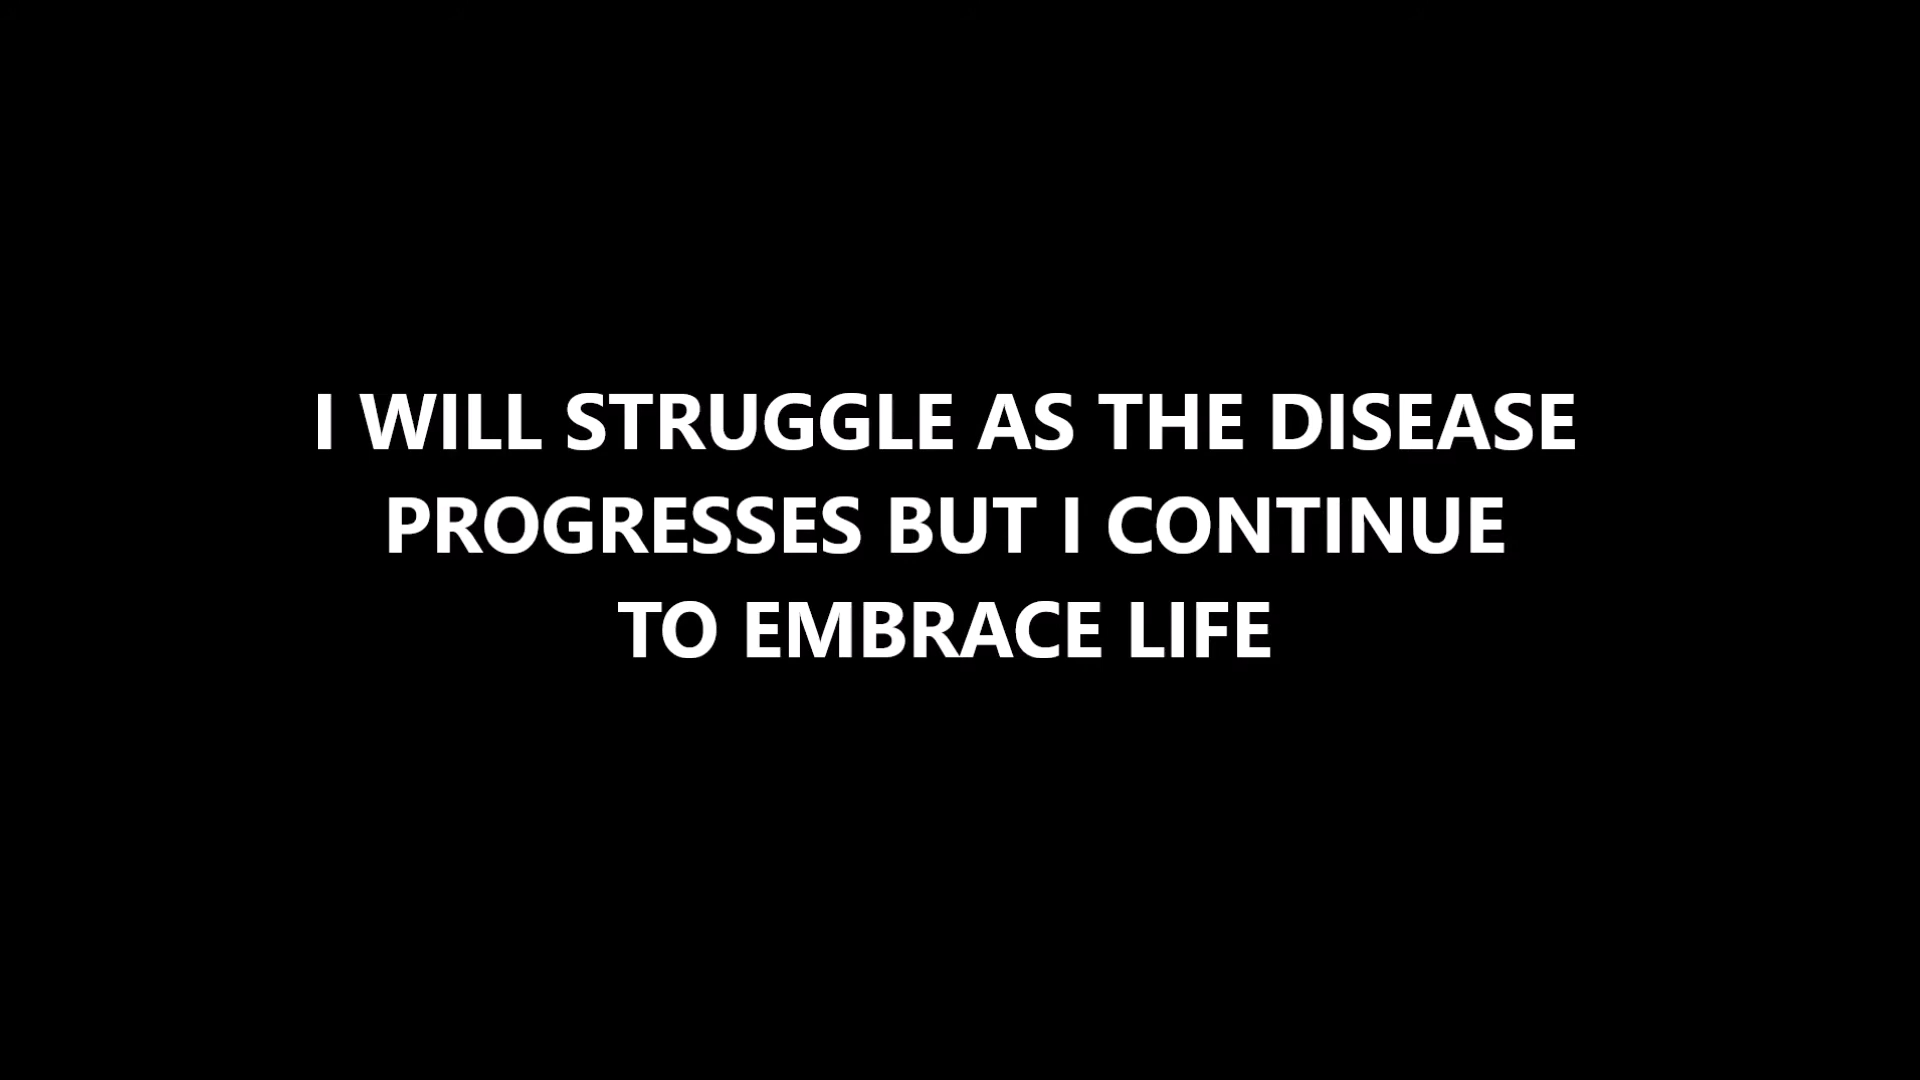 I WILL STRUGGLE AS THE DISEASE
PROGRESSES BUT I CONTINUE
TO EMBRACE LIFE